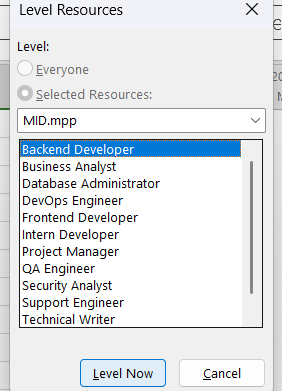 Level Resources
Level:
Everyone
Selected Resources:
MID.mpp
Backend Developer
Business Analyst
Database Administrator
DevOps Engineer
Frontend Developer
Intern Developer
Project Manager
QA Engineer
Security Analyst
Support Engineer
Technical Writer
Level Now
Cancel